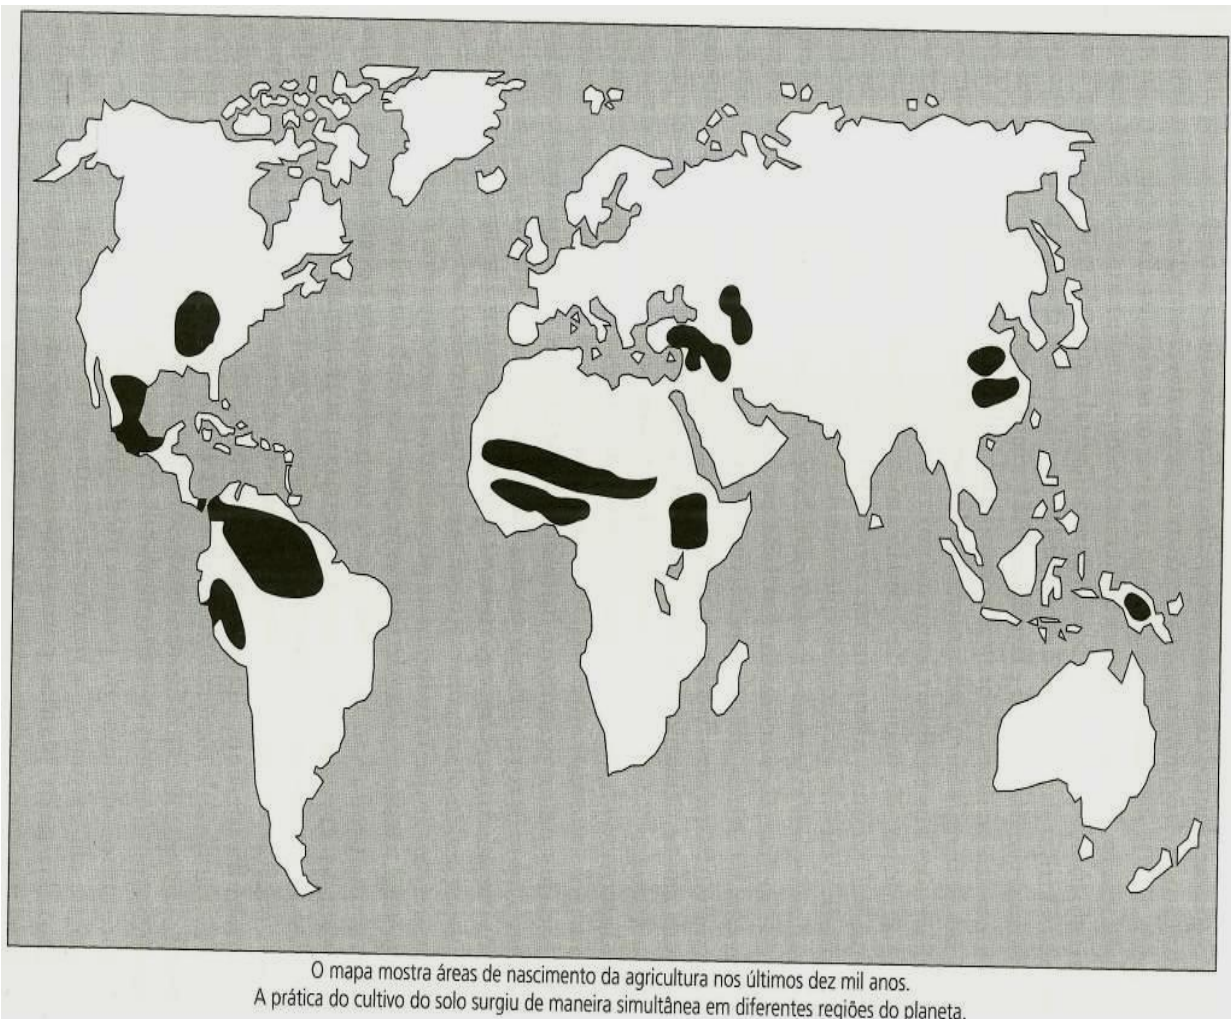 O mapa mostra áreas de nascimento da agricultura nos últimos dez mil anos.
A prática do cultivo do solo surgiu de maneira simultânea em diferentes regiões do planeta.